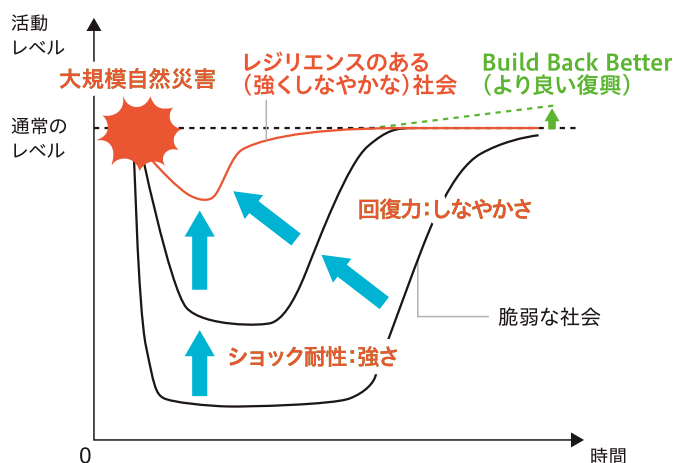 活動
レベル
大規模自然災害
レジリエンスのある
（強くしなやかな）社会
Build Back Better
（より良い復興）
通常の
レベル
回復力：しなやかさ
脆弱な社会
ショック耐性：強さ
0
時間